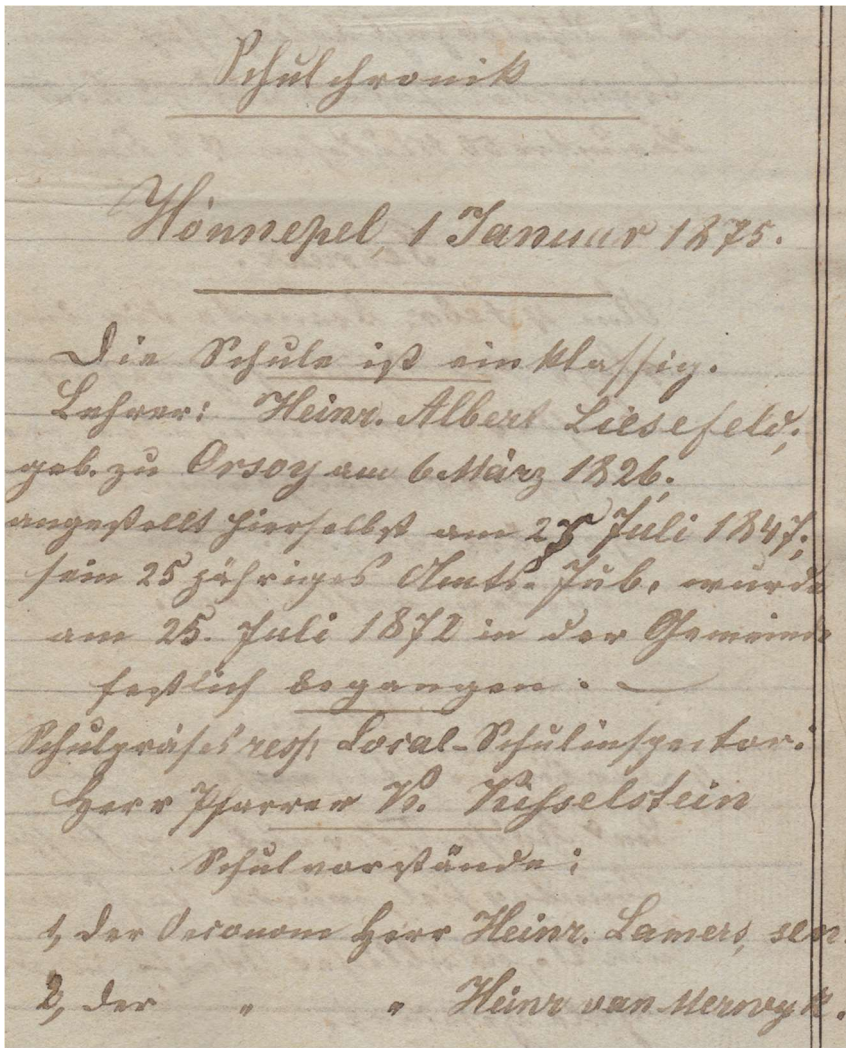 Schulchronik
Hönnepel, 1 Januar 1875.
Die Schule ist einklassig.
Lehrer: Heinr. Albert Liesefeld,
geb. zu Orsoy am 6 März 1826,
angestellt hierselbst am 25 Juli 1847;
sein 25 jähriges Amts-Jub. wurde
am 25. Juli 1872 in der Gemeinde
festlich begangen. —
Schulpräses resp. Local-Schulinspector:
Herr Pfarrer V. Visselstein
Schulvorstände:
1, der Oeconom Herr Heinr. Lamers, sen.
2, der " " Heinr van Merwyk.